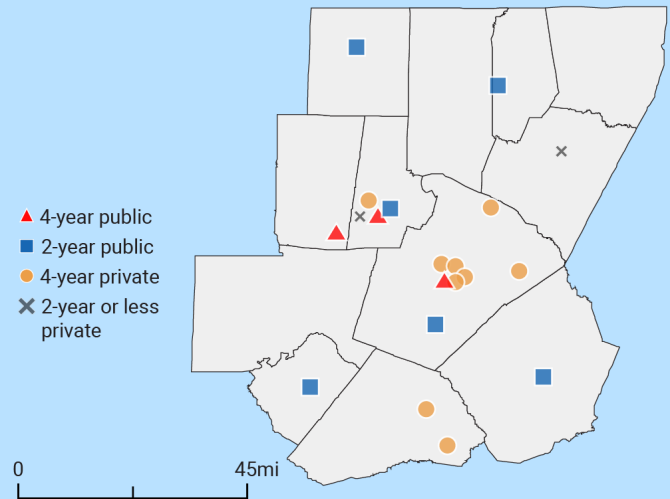 4-year public
2-year public
4-year private
2-year or less
private
0
45mi